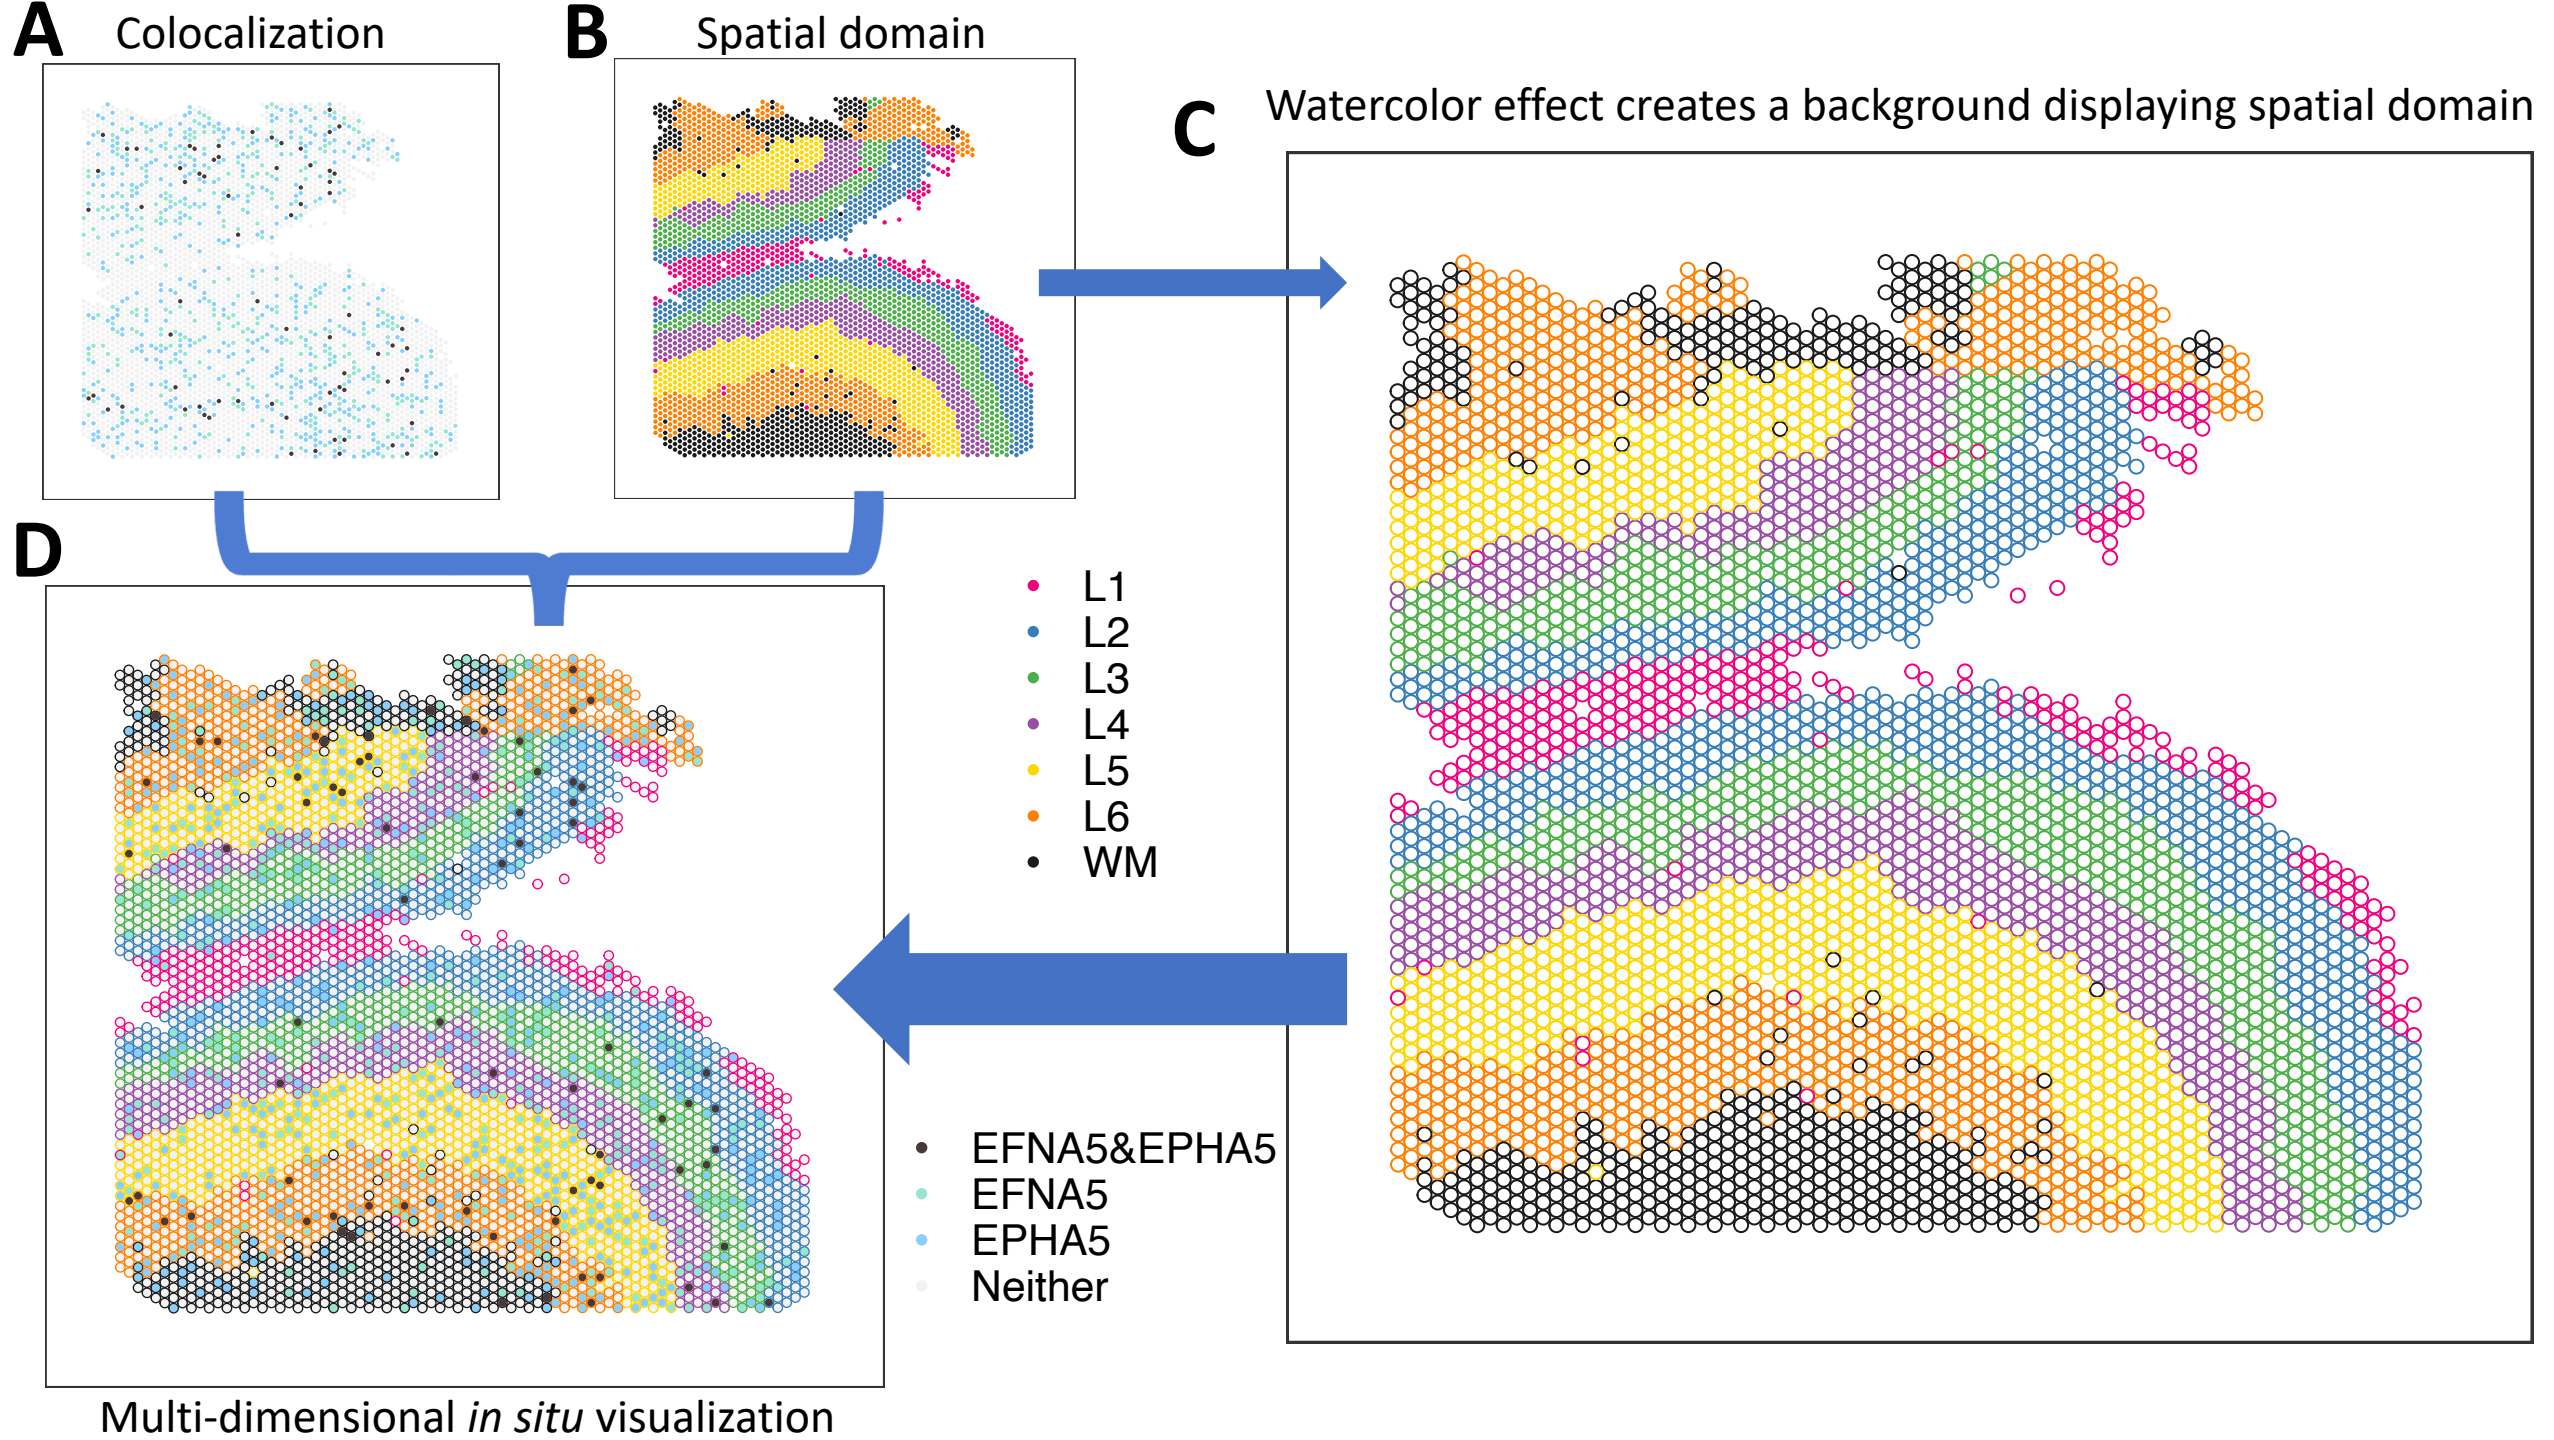 A
Colocalization
B
Spatial domain
C
Watercolor effect creates a background displaying spatial domain
D
L1
L2
L3
L4
L5
L6
WM
EFNA5&EPHA5
EFNA5
EPHA5
Neither
Multi-dimensional in situ visualization